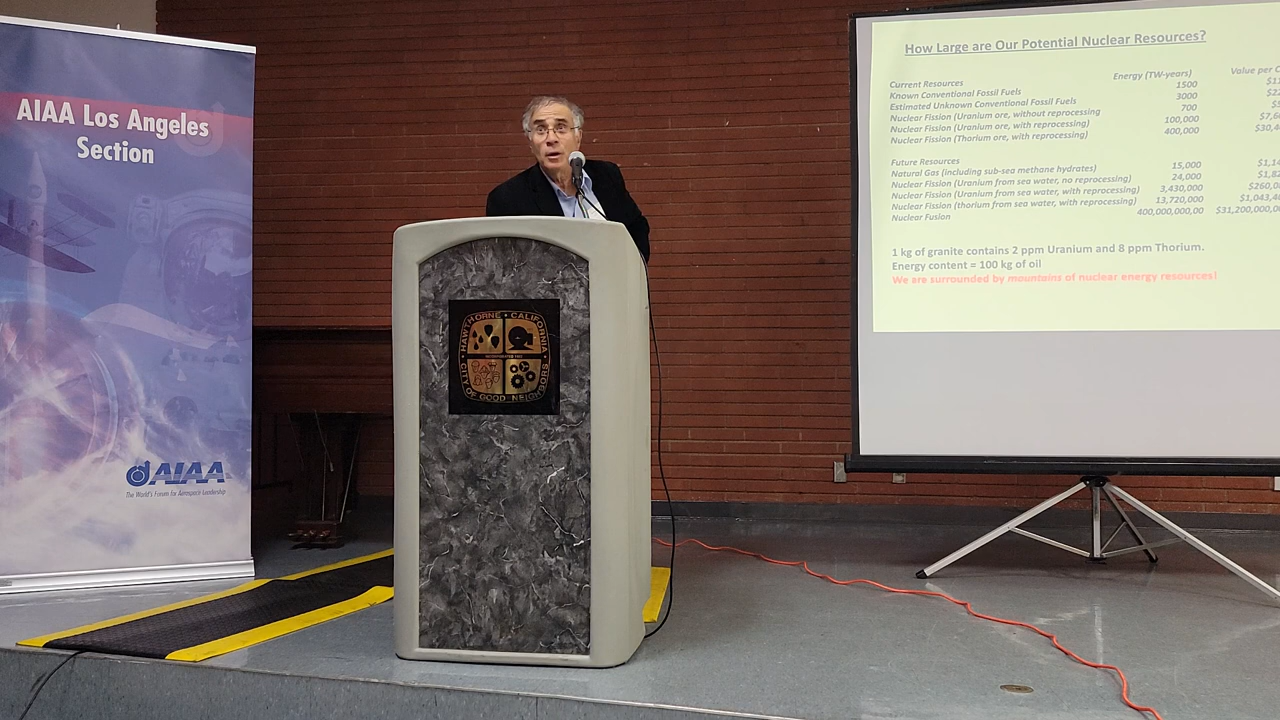 AIAA Los Angeles
Section
AIAA
The World's Forum for Aerospace Leadership
HAWTHORNE • CALIFORNIA
INCORPORATED 1922
CITY OF GOOD NEIGHBORS
How Large are Our Potential Nuclear Resources?
Current Resources Energy (TW-years) Value per
Known Conventional Fossil Fuels 1500
Estimated Unknown Conventional Fossil Fuels 3000
Nuclear Fission (Uranium ore, without reprocessing 700
Nuclear Fission (Uranium ore, with reprocessing) 100,000
Nuclear Fission (Thorium ore, with reprocessing) 400,000
Future Resources
Natural Gas (including sub-sea methane hydrates) 15,000
Nuclear Fission (Uranium from sea water, no reprocessing) 24,000
Nuclear Fission (Uranium from sea water, with reprocessing) 3,430,000
Nuclear Fission (thorium from sea water, with reprocessing) 13,720,000
Nuclear Fusion 400,000,000,00 $31,200,000,
1 kg of granite contains 2 ppm Uranium and 8 ppm Thorium.
Energy content = 100 kg of oil
We are surrounded by mountains of nuclear energy resources!